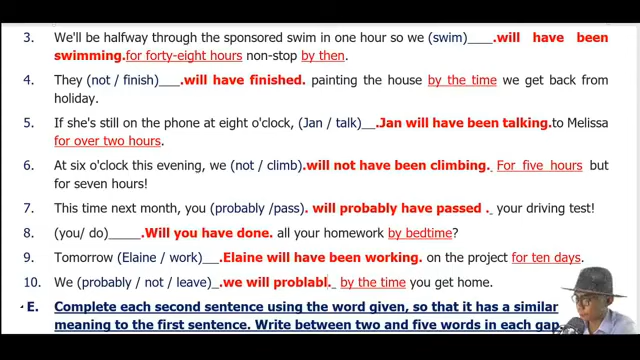 3. We'll be halfway through the sponsored swim in one hour so we (swim)____.will have been
swimming.for forty-eight hours non-stop by then.
4. They (not / finish)___.will have finished. painting the house by the time we get back from
holiday.
5. If she's still on the phone at eight o'clock, (Jan / talk)__.Jan will have been talking.to Melissa
for over two hours.
6. At six o'clock this evening, we (not / climb).will not have been climbing._ For five hours but
for seven hours!
7. This time next month, you (probably /pass). will probably have passed ._ your driving test!
8. (you/ do)_____.Will you have done. all your homework by bedtime?
9. Tomorrow (Elaine / work)__.Elaine will have been working. on the project for ten days.
10. We (probably / not / leave)_.we will problabl._ by the time you get home.
E. Complete each second sentence using the word given, so that it has a similar
meaning to the first sentence. Write between two and five words in each gap.